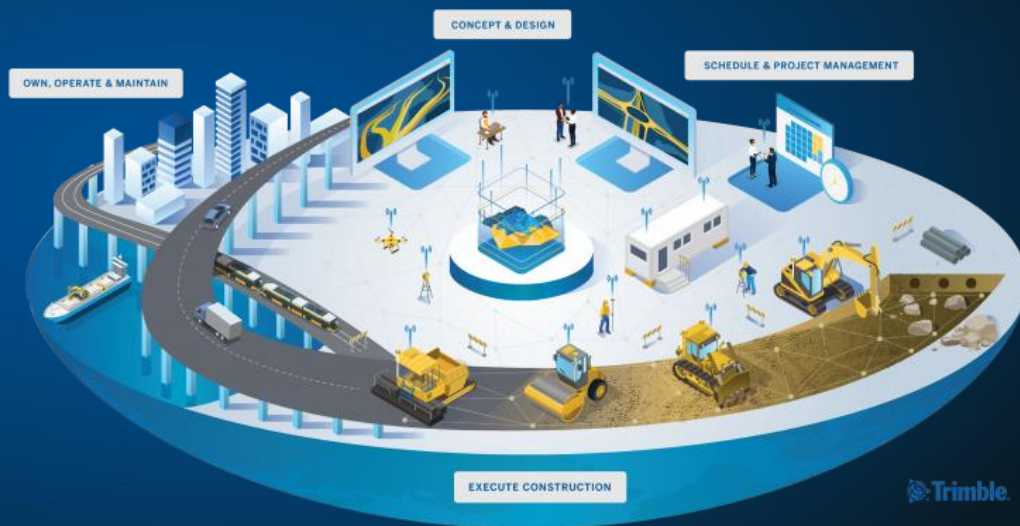 CONCEPT & DESIGN
OWN, OPERATE & MAINTAIN
SCHEDULE & PROJECT MANAGEMENT
EXECUTE CONSTRUCTION
Trimble